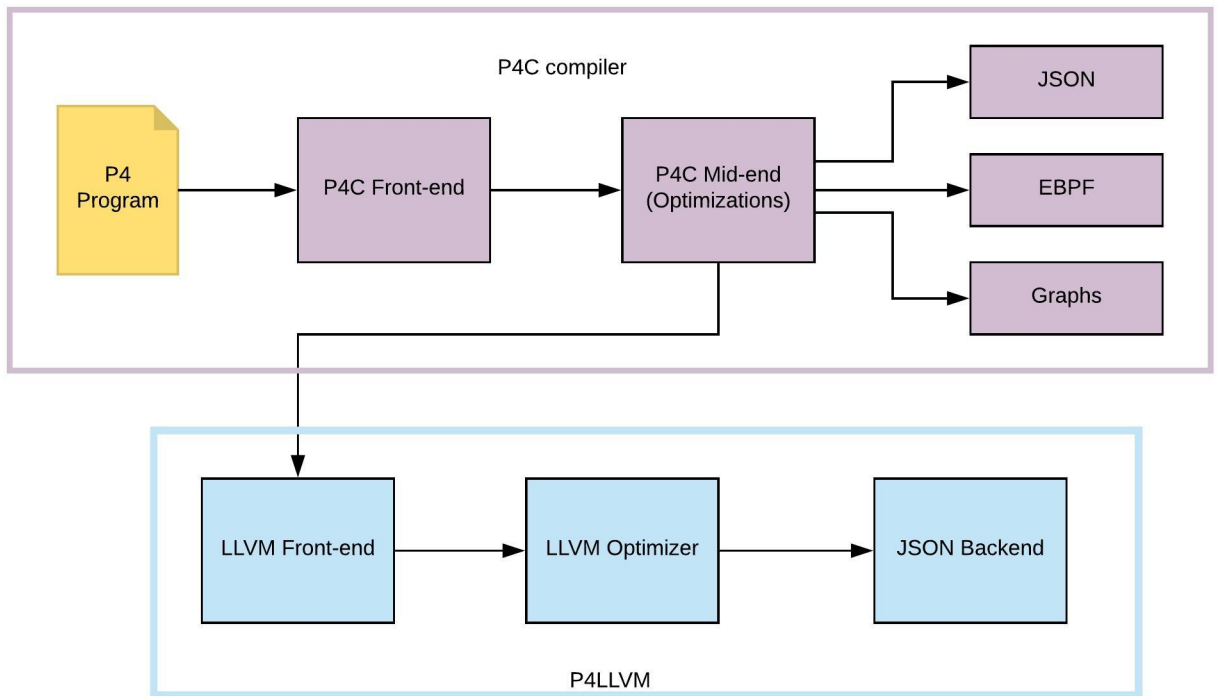 P4C compiler
P4
Program
P4C Front-end
P4C Mid-end
(Optimizations)
JSON
EBPF
Graphs
LLVM Front-end
LLVM Optimizer
JSON Backend
P4LLVM